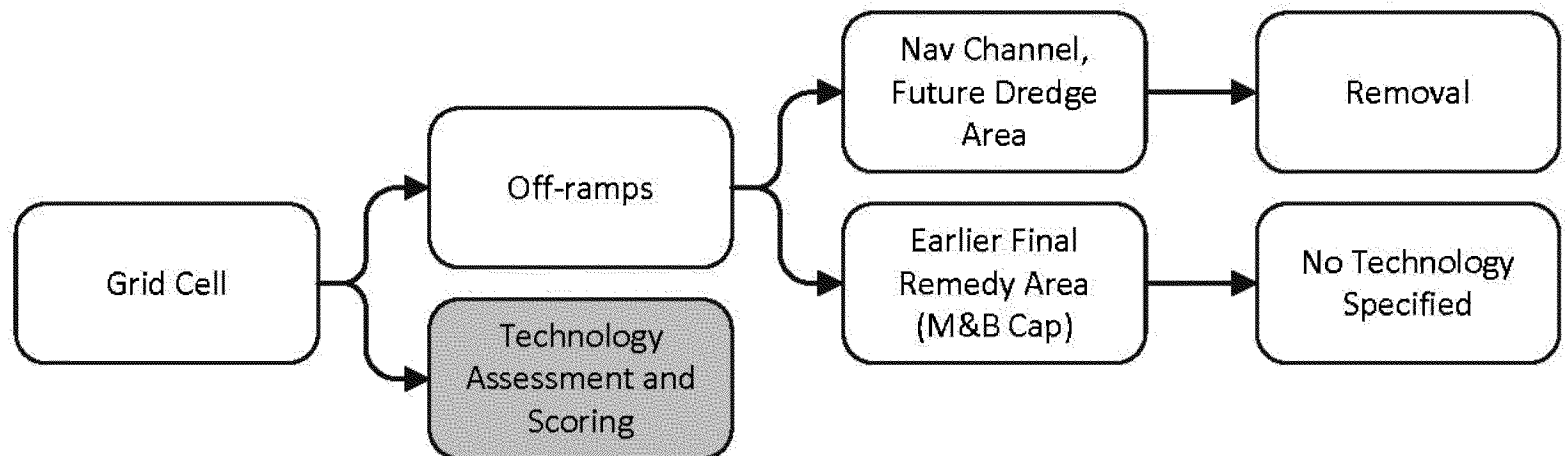 Grid Cell
Off-ramps
Technology
Assessment and
Scoring
Nav Channel,
Future Dredge
Area
Removal
Earlier Final
Remedy Area
(M&B Cap)
No Technology
Specified